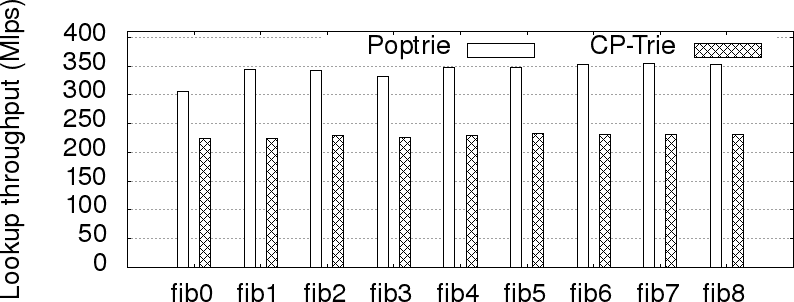 Lookup throughput (Mlps)
400
350
300
250
200
150
100
50
0
Poptrie
CP-Trie
fib0 fib1 fib2 fib3 fib4 fib5 fib6 fib7 fib8